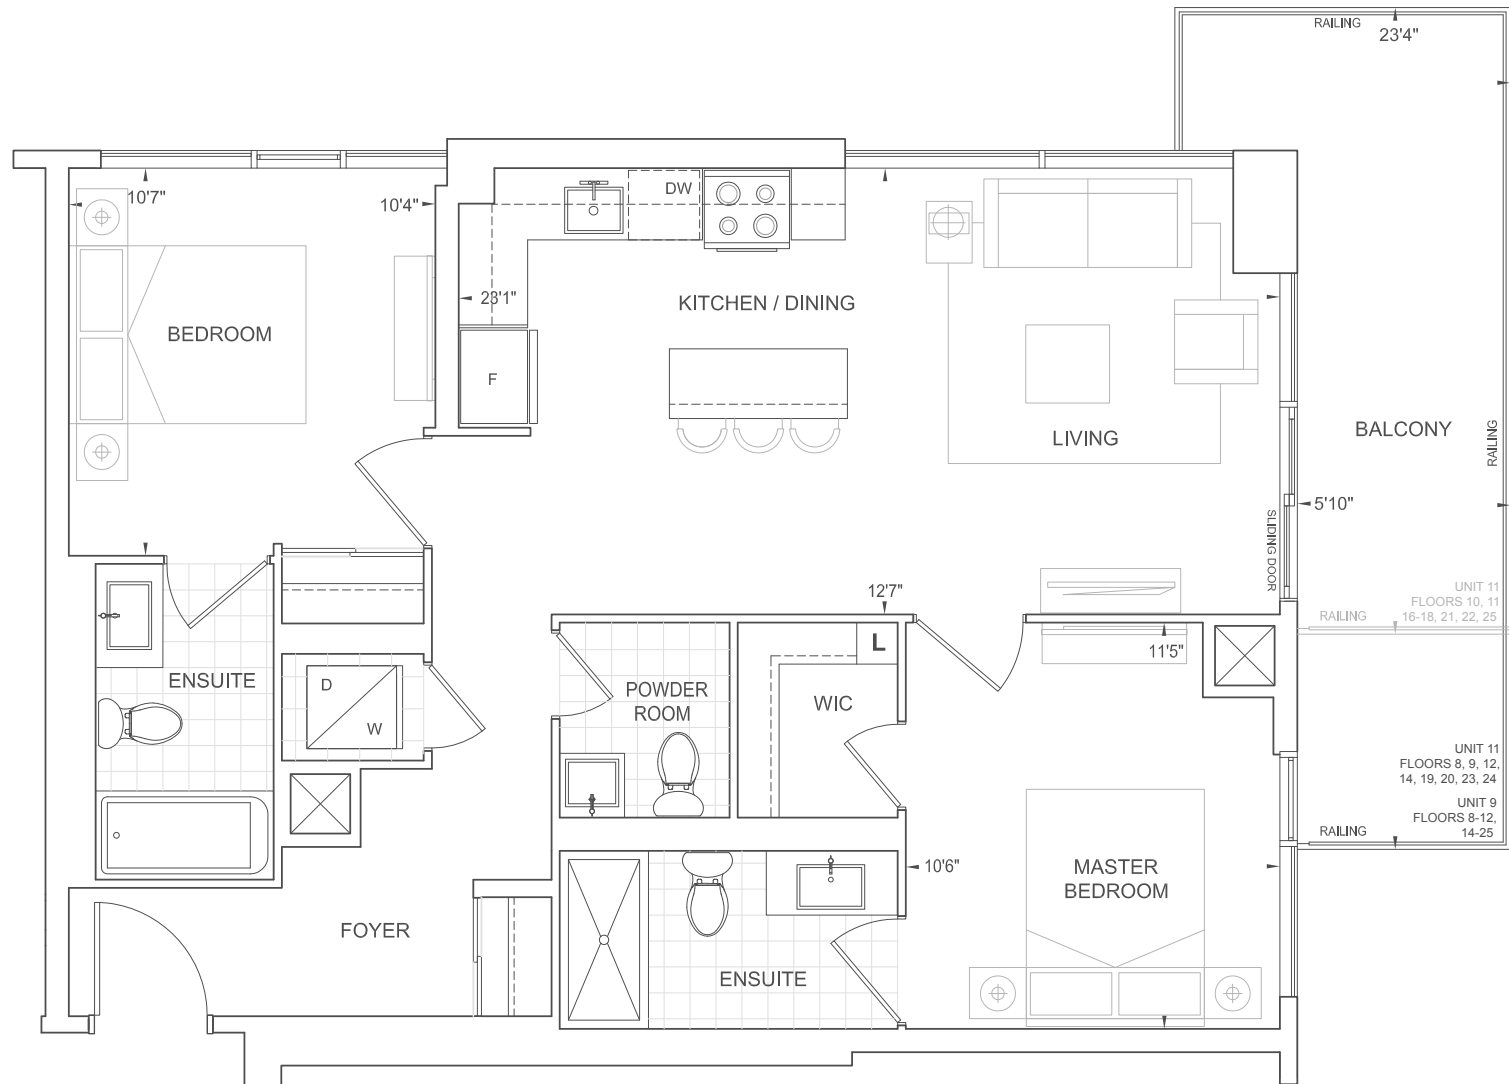 RAILING
23'4"
10'7"
10'4"
DW
23'1"
KITCHEN / DINING
BEDROOM
F
LIVING
BALCONY
RAILING
5'10"
SLIDING DOOR
12'7"
UNIT 11
FLOORS 10, 11
16-18, 21, 22, 25
RAILING
11'5"
L
ENSUITE
D
W
POWDER
ROOM
WIC
UNIT 11
FLOORS 8, 9, 12,
14, 19, 20, 23, 24
UNIT 9
FLOORS 8-12,
14-25
RAILING
10'6"
MASTER
BEDROOM
FOYER
ENSUITE